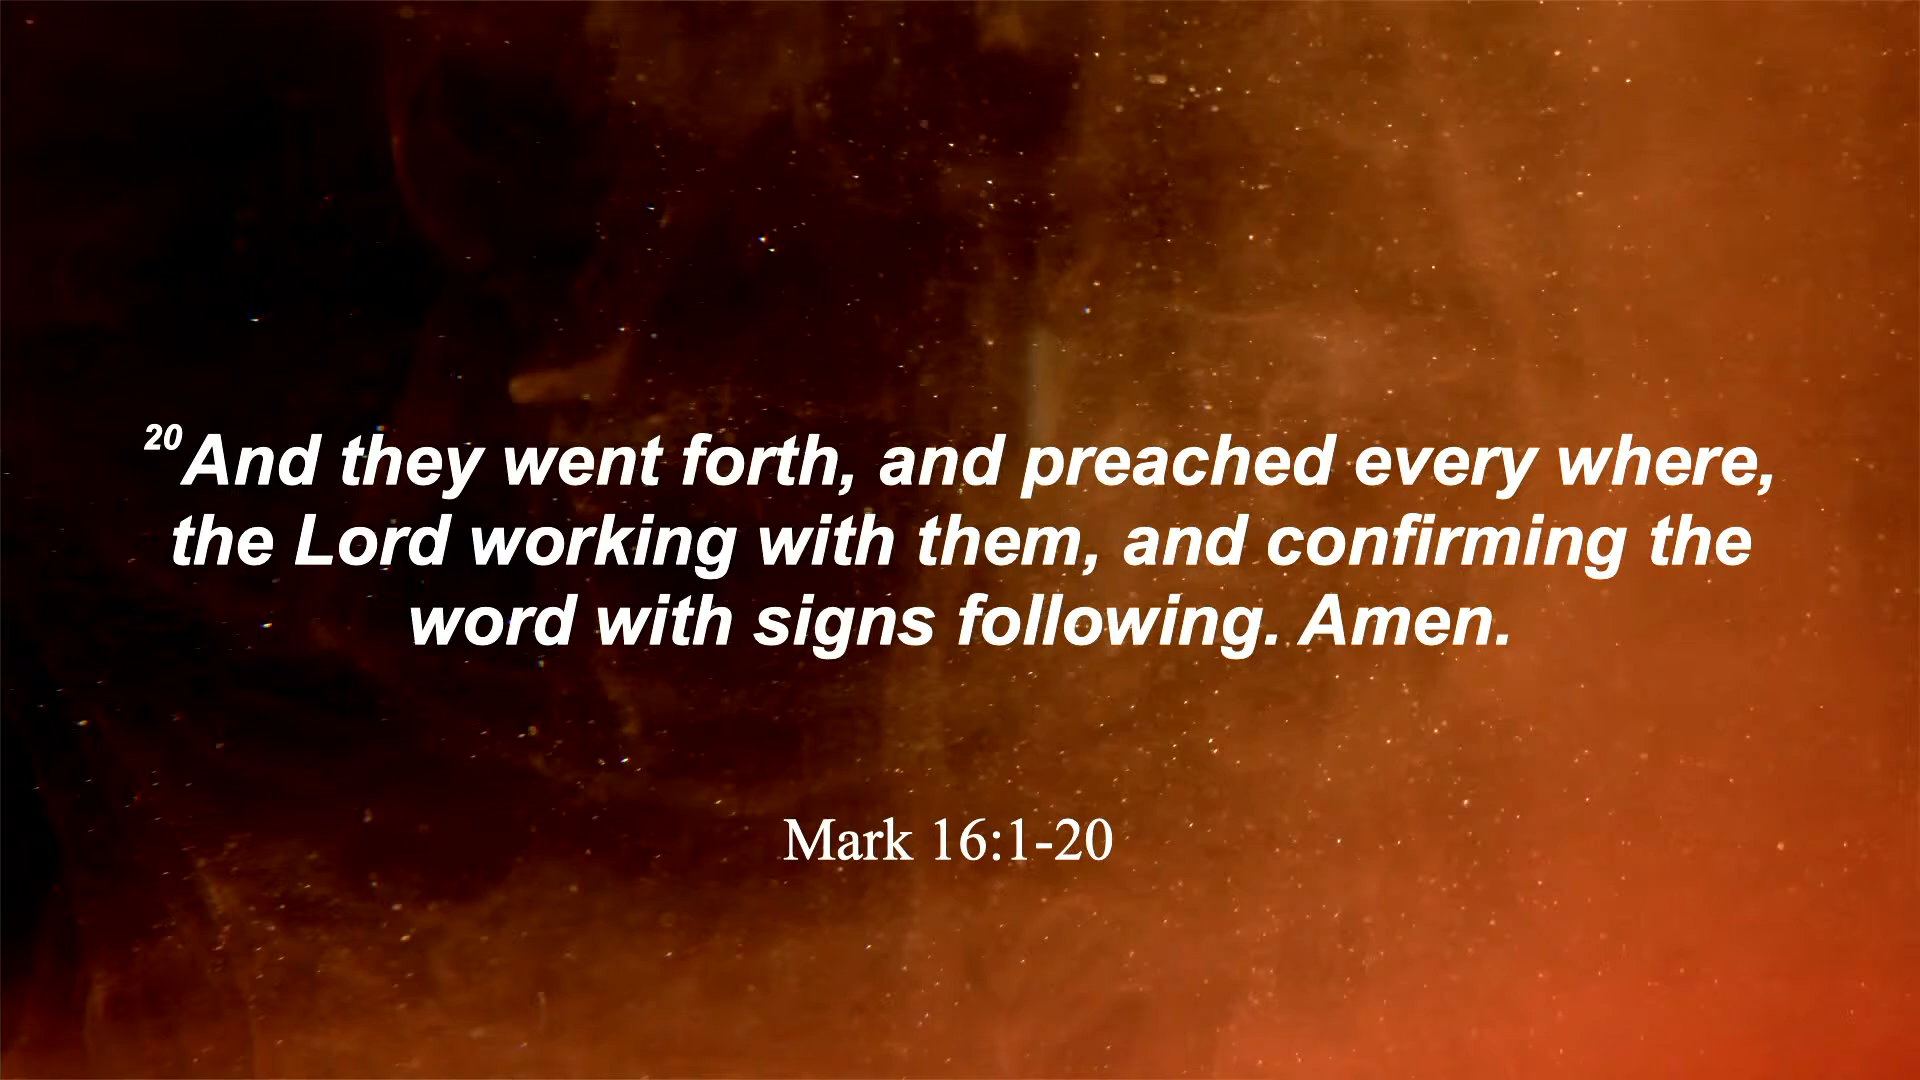 20And they went forth, and preached every where,
the Lord working with them, and confirming the
word with signs following. Amen.
Mark 16:1-20